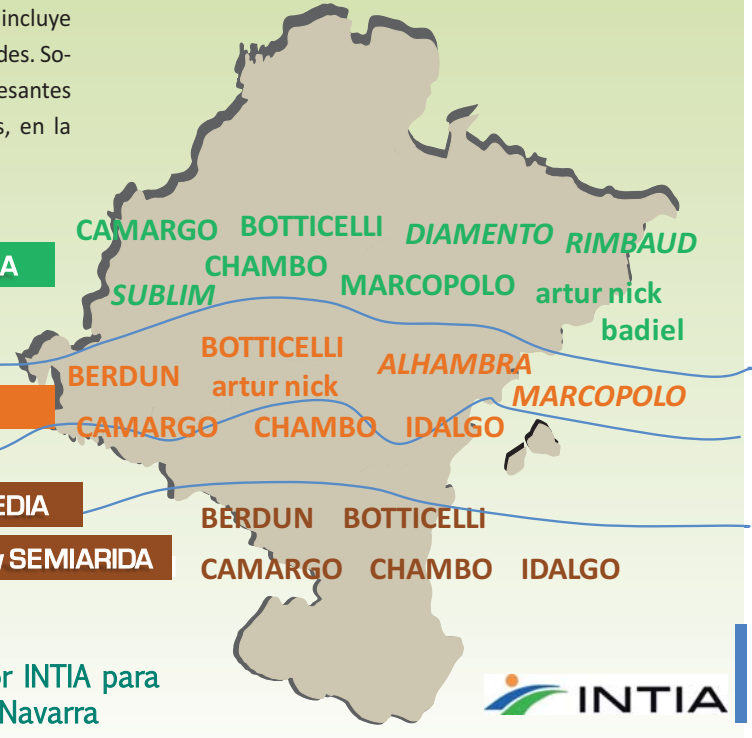 incluye
des. So-
esantes
s, en la
CAMARGO BOTTICELLI DIAMENTO RIMBAUD
A CHAMBO
SUBLIM MARCOPOLO artur nick
badiel
BOTTICELLI
BERDUN artur nick ALHAMBRA
MARCOPOLO
CAMARGO CHAMBO IDALGO
EDIA
BERDUN BOTTICELLI
y SEMIARIDA
CAMARGO CHAMBO IDALGO
r INTIA para
Navarra
INTIA